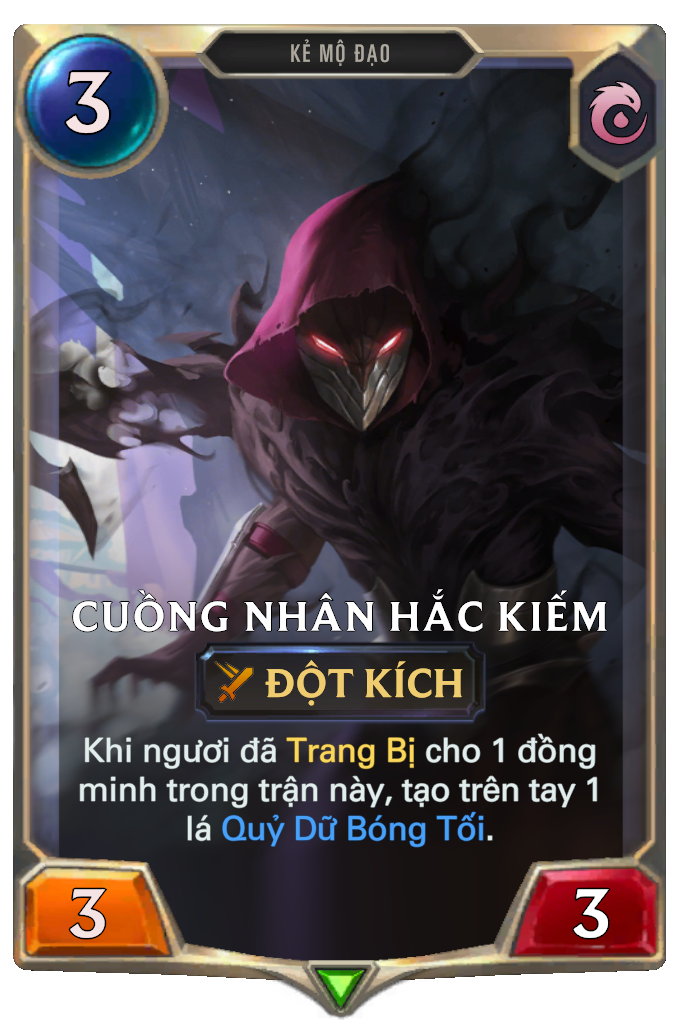 KẺ MỘ ĐẠO
3
CUỒNG NHÂN HẮC KIẾM
ĐỘT KÍCH
Khi ngươi đã Trang Bị cho 1 đồng
minh trong trận này, tạo trên tay 1
lá Quỷ Dữ Bóng Tối.
3
3